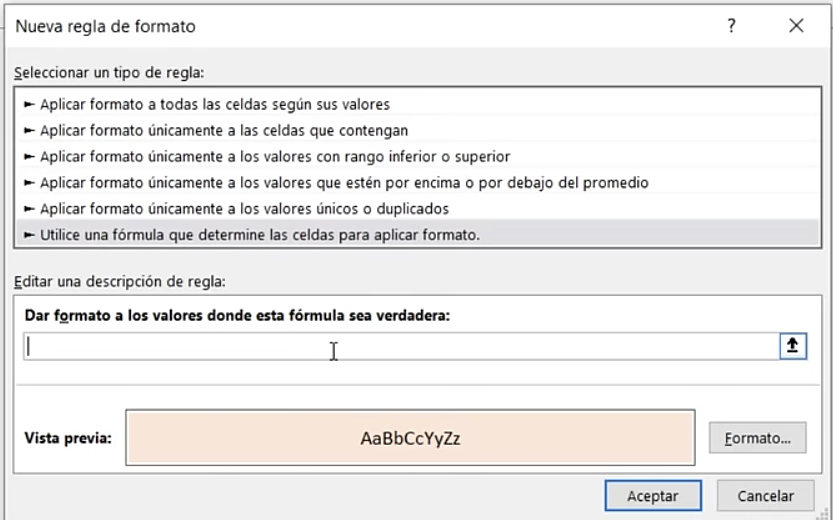 Nueva regla de formato
?
Seleccionar un tipo de regla:
► Aplicar formato a todas las celdas según sus valores
► Aplicar formato únicamente a las celdas que contengan
► Aplicar formato únicamente a los valores con rango inferior o superior
► Aplicar formato únicamente a los valores que estén por encima o por debajo del promedio
► Aplicar formato únicamente a los valores únicos o duplicados
► Utilice una fórmula que determine las celdas para aplicar formato.
Editar una descripción de regla:
Dar formato a los valores donde esta fórmula sea verdadera:
Vista previa:
AaBbCcYyZz
Formato...
Aceptar
Cancelar